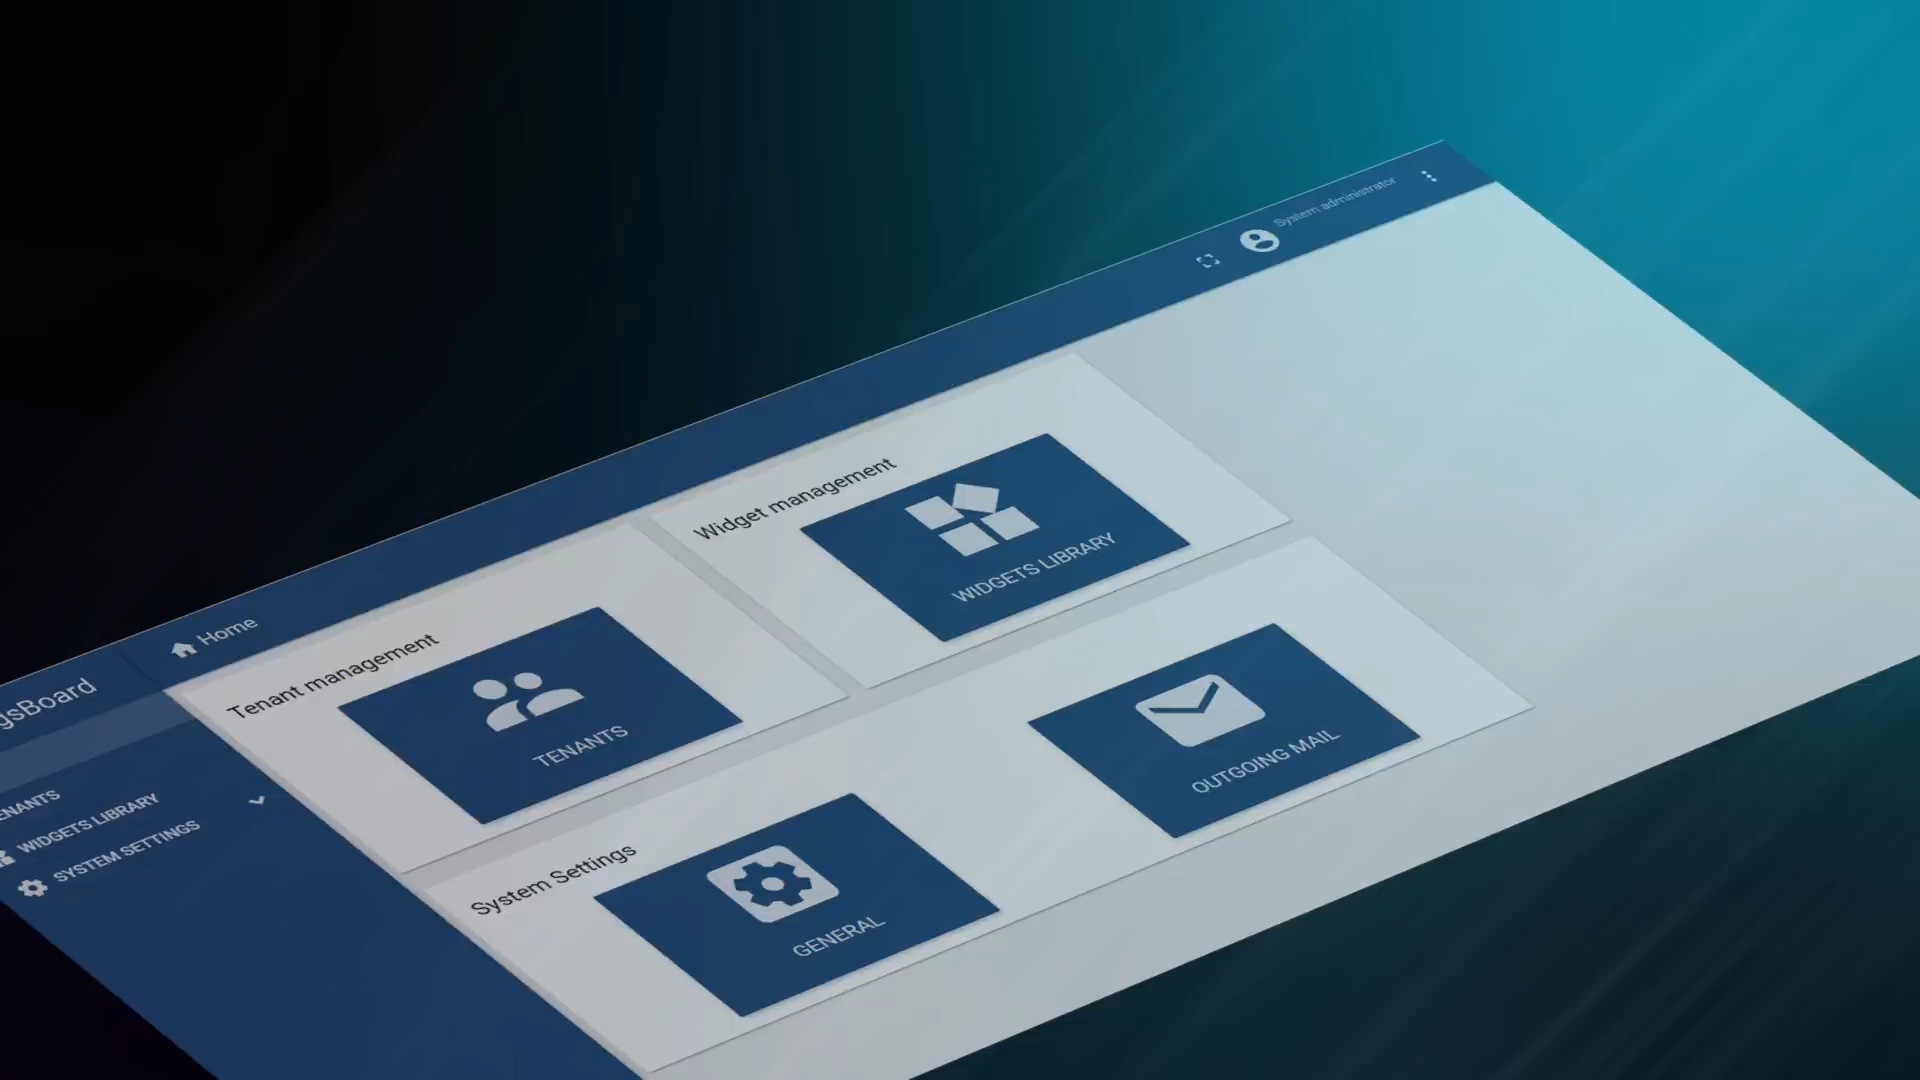 System administrator
Home
gsBoard
Tenant management
TENANTS
Widget management
WIDGETS LIBRARY
ENANTS
WIDGETS LIBRARY
SYSTEM SETTINGS
System Settings
GENERAL
OUTGOING MAIL